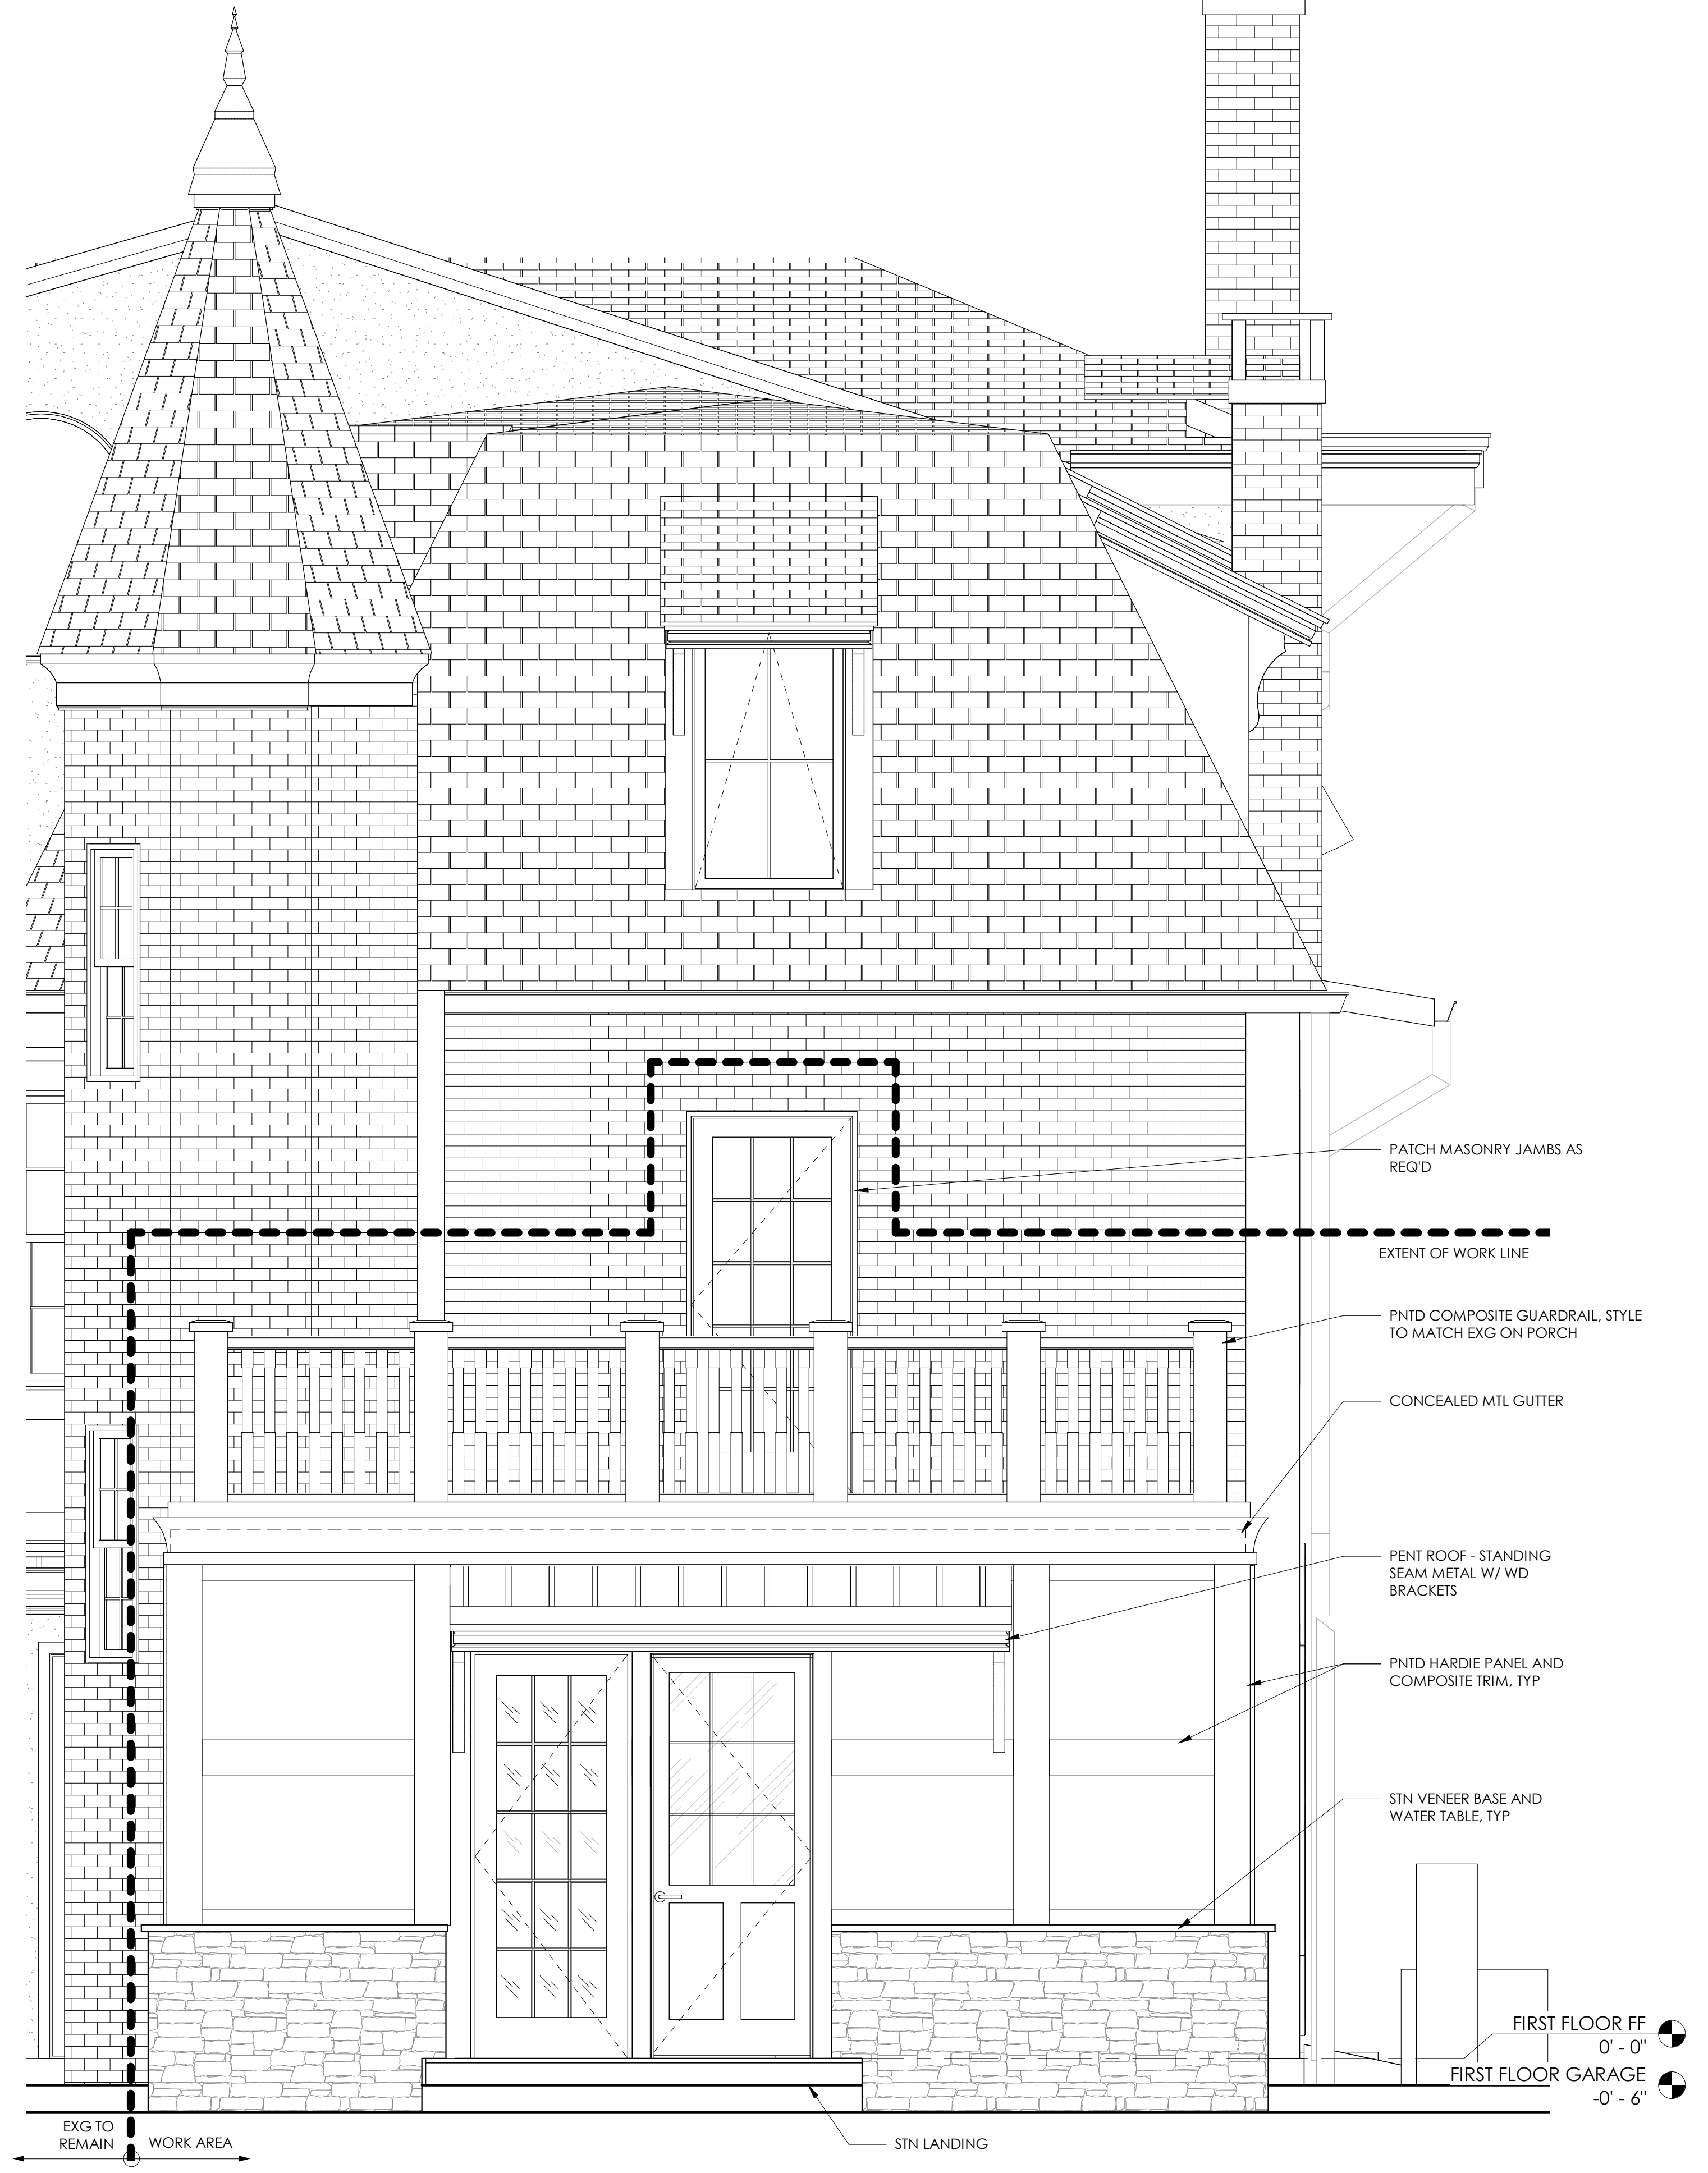 PATCH MASONRY JAMBS AS
REQ'D
EXTENT OF WORK LINE
PNTD COMPOSITE GUARDRAIL, STYLE
TO MATCH EXG ON PORCH
CONCEALED MTL GUTTER
PENT ROOF - STANDING
SEAM METAL W/ WD
BRACKETS
PNTD HARDIE PANEL AND
COMPOSITE TRIM, TYP
STN VENEER BASE AND
WATER TABLE, TYP
FIRST FLOOR FF
0' - 0"
FIRST FLOOR GARAGE
-0' - 6"
EXG TO
REMAIN
WORK AREA
STN LANDING